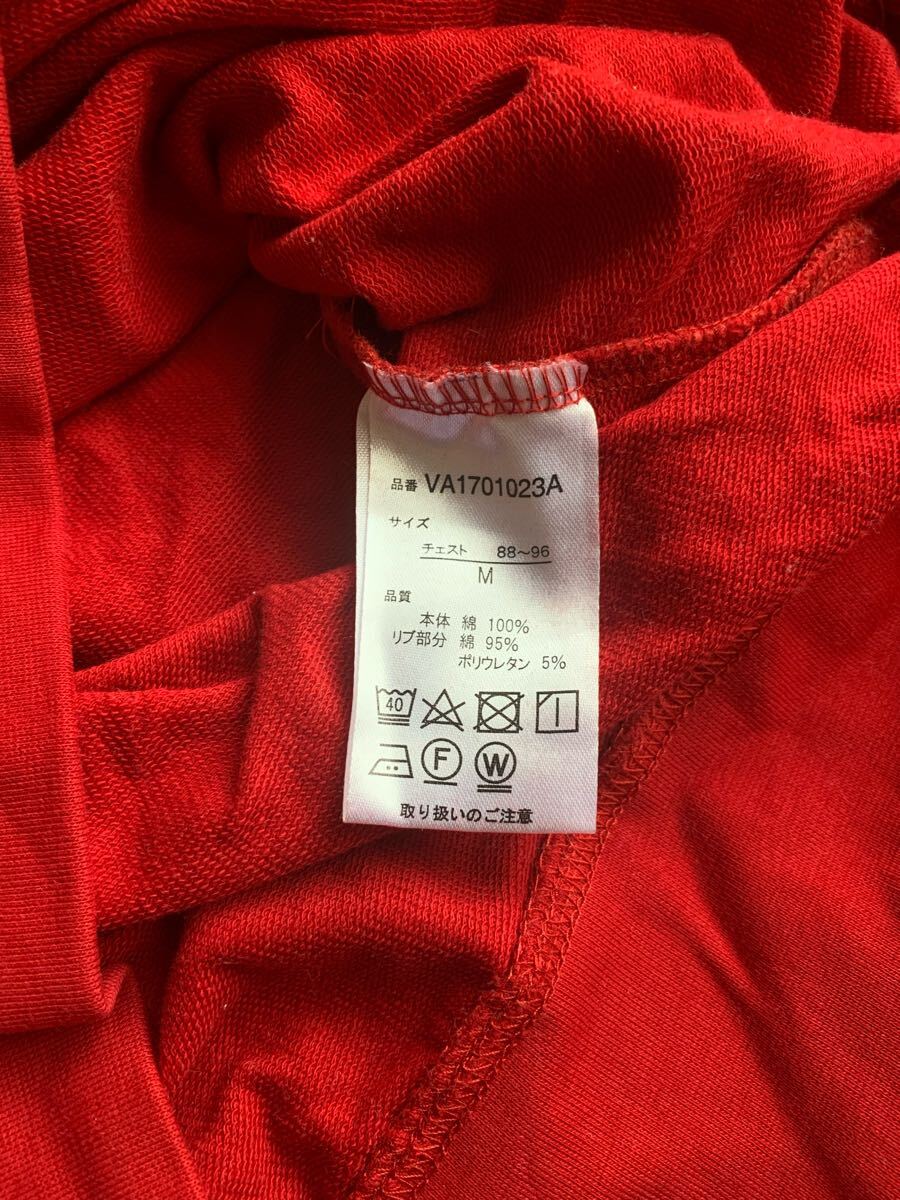 品番 VA1701023A
サイズ
チェスト 88～96
M
品質
本体 綿 100%
リブ部分 綿 95%
ポリウレタン 5%
40
F W
取り扱いのご注意